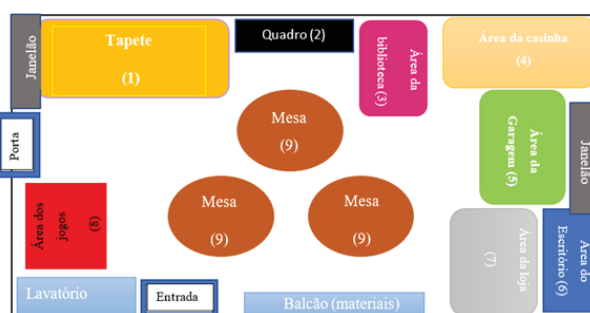 Janelão
Tapete
(1)
Quadro (2)
Área da
biblioteca (3)
Área da casinha
(4)
Porta
Mesa
(9)
Área da
Garagem (5)
Janelão
Área dos
jogos
(8)
Mesa
(9)
Mesa
(9)
Área da loja
(7)
Área do
Escritório (6)
Lavatório
Entrada
Balcão (materiais)